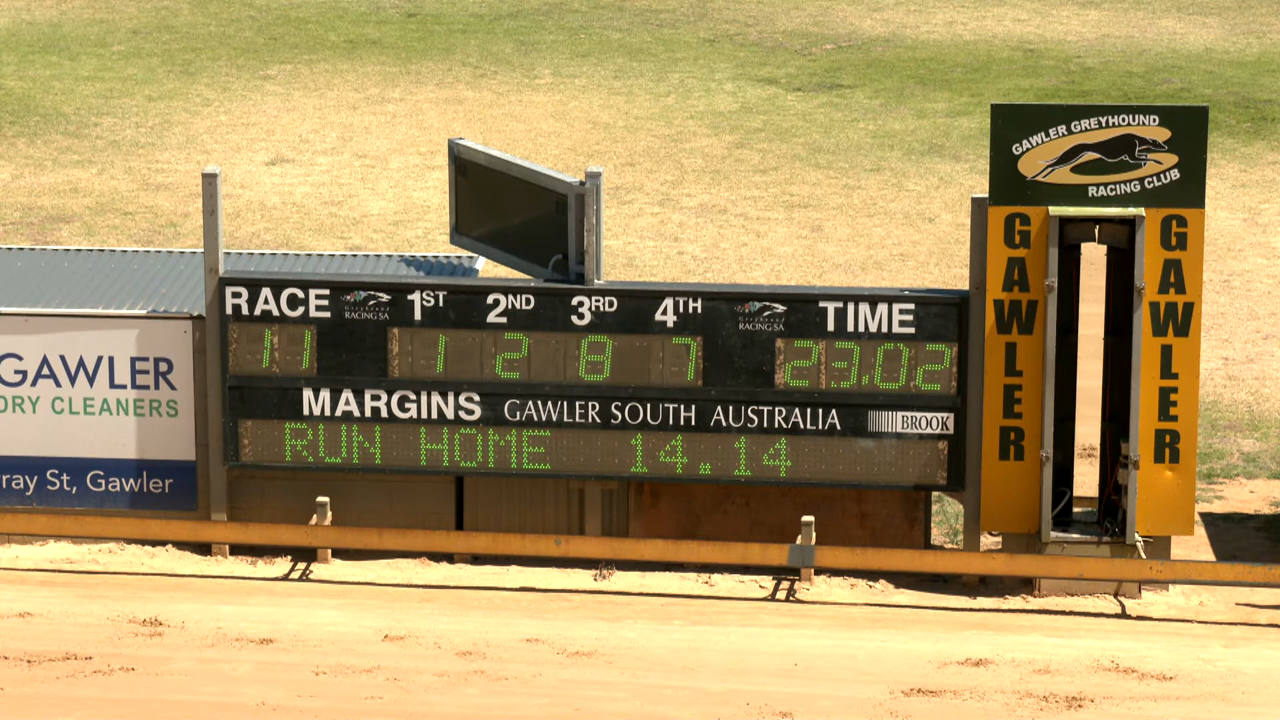 GAWLER GREYHOUND
RACING CLUB
GAWLER
GAWLER
RACE
Greyhound
RACING SA
1ST
2ND
3RD
4TH
Greyhound
RACING SA
TIME
11
1
2
8
7
23.02
MARGINS
GAWLER SOUTH AUSTRALIA
BROOK
RUN HOME 14.14
GAWLER
DRY CLEANERS
rray St, Gawler